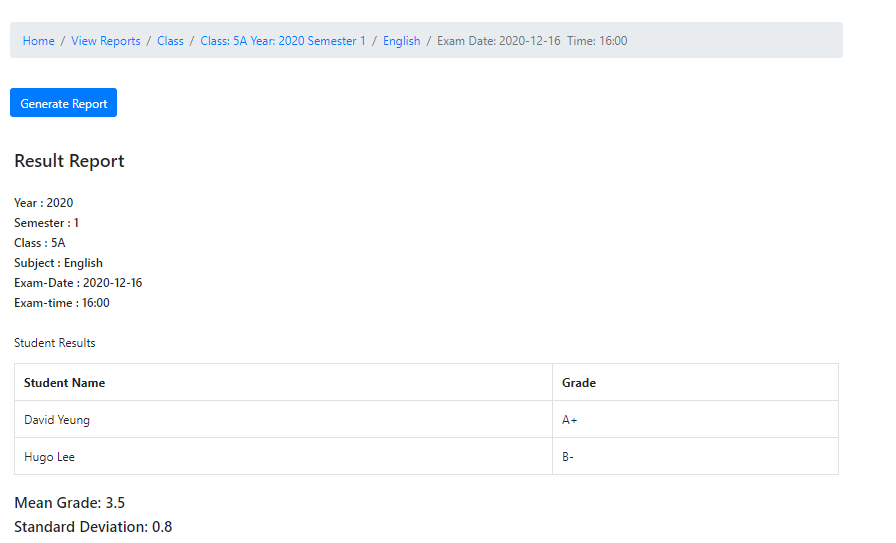 Home / View Reports / Class / Class: 5A Year: 2020 Semester 1 / English / Exam Date: 2020-12-16 Time: 16:00
Generate Report
Result Report
Year : 2020
Semester : 1
Class : 5A
Subject : English
Exam-Date : 2020-12-16
Exam-time : 16:00
Student Results
Student Name Grade
David Yeung A+
Hugo Lee B-
Mean Grade: 3.5
Standard Deviation: 0.8